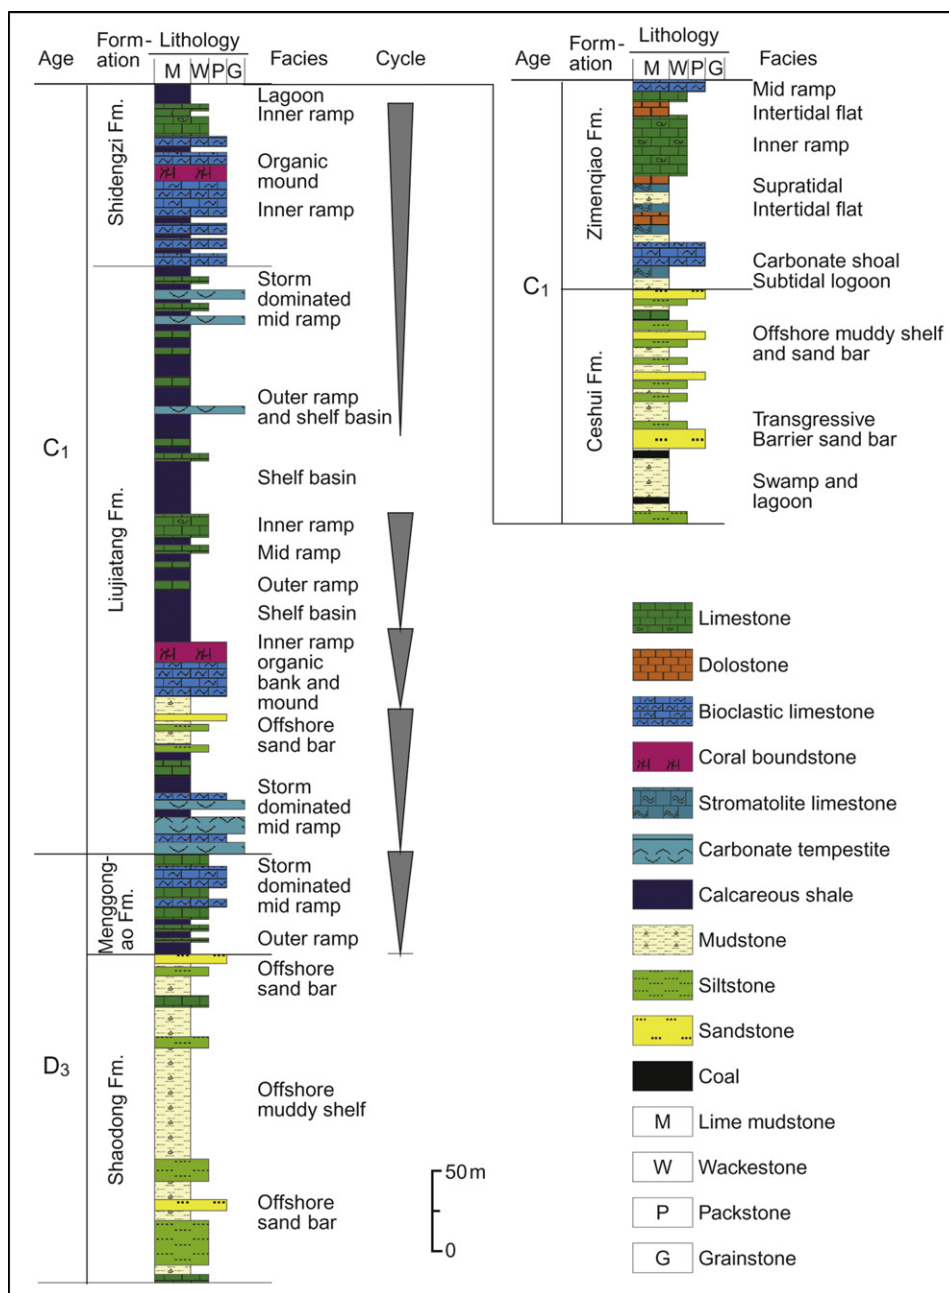 Age
Form-
ation
Lithology
M W P G
Facies
Cycle
C1
Shidengzi Fm.
Lagoon
Inner ramp
Organic
mound
Inner ramp
Liujiatang Fm.
Storm
dominated
mid ramp
Outer ramp
and shelf basin
Shelf basin
Inner ramp
Mid ramp
Outer ramp
Shelf basin
Inner ramp
organic
bank and
mound
Offshore
sand bar
Storm
dominated
mid ramp
D3
Menggong-
ao Fm.
Storm
dominated
mid ramp
Outer ramp
Shaodong Fm.
Offshore
sand bar
Offshore
muddy shelf
Offshore
sand bar
50 m
0
Age
Form-
ation
Lithology
M W P G
Facies
C1
Zimenqiao Fm.
Mid ramp
Intertidal flat
Inner ramp
Supratidal
Intertidal flat
Carbonate shoal
Subtidal logoon
Ceshui Fm.
Offshore muddy shelf
and sand bar
Transgressive
Barrier sand bar
Swamp and
lagoon
Limestone
Dolostone
Bioclastic limestone
Coral boundstone
Stromatolite limestone
Carbonate tempestite
Calcareous shale
Mudstone
Siltstone
Sandstone
Coal
M Lime mudstone
W Wackestone
P Packstone
G Grainstone